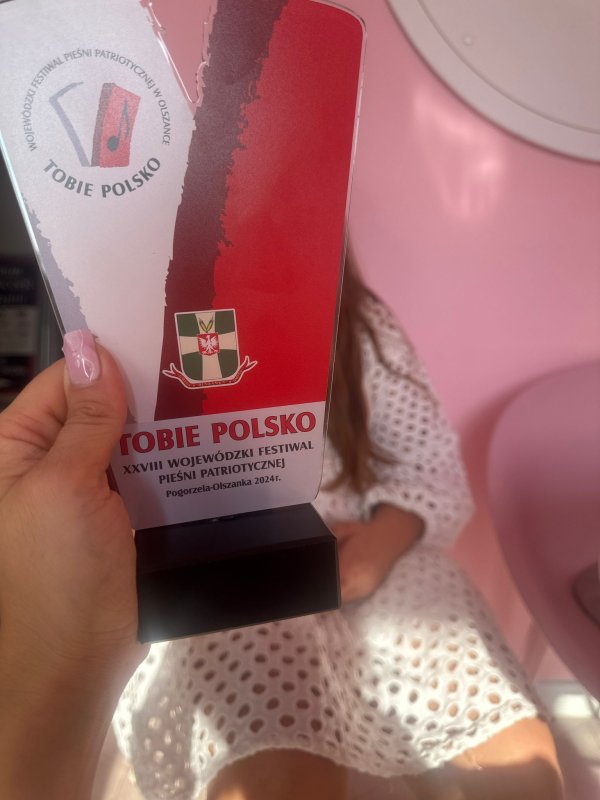 WOJEWÓDZKI FESTIWAL PIEŚNI PATRIOTYCZNEJ W OLSZANCE
TOBIE POLSKO
TOBIE POLSKO
XXVIII WOJEWÓDZKI FESTIWAL
PIEŚNI PATRIOTYCZNEJ
Pogorzela-Olszanka 2024r.